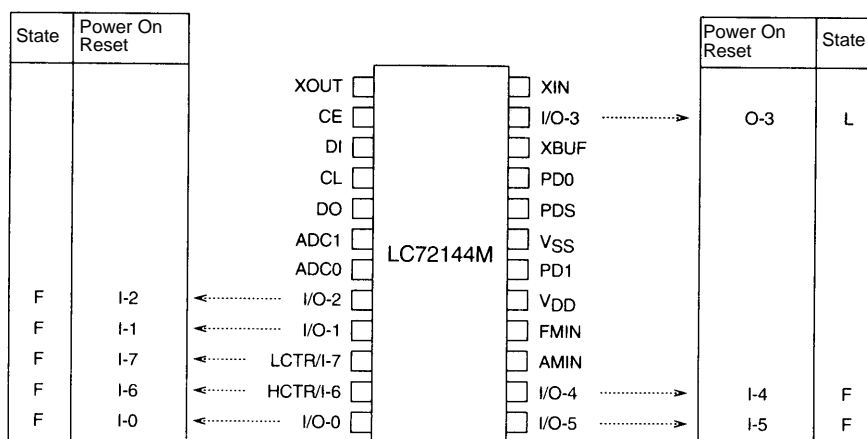 State Power On Reset
Power On Reset State
XOUT XIN
CE I/O-3 O-3 L
DI XBUF
CL PD0
DO PDS
ADC1 VSS
LC72144M
ADC0 PD1
F I-2 I/O-2 VDD
F I-1 I/O-1 FMIN
F I-7 LCTR/I-7 AMIN
F I-6 HCTR/I-6 I/O-4 I-4 F
F I-0 I/O-0 I/O-5 I-5 F